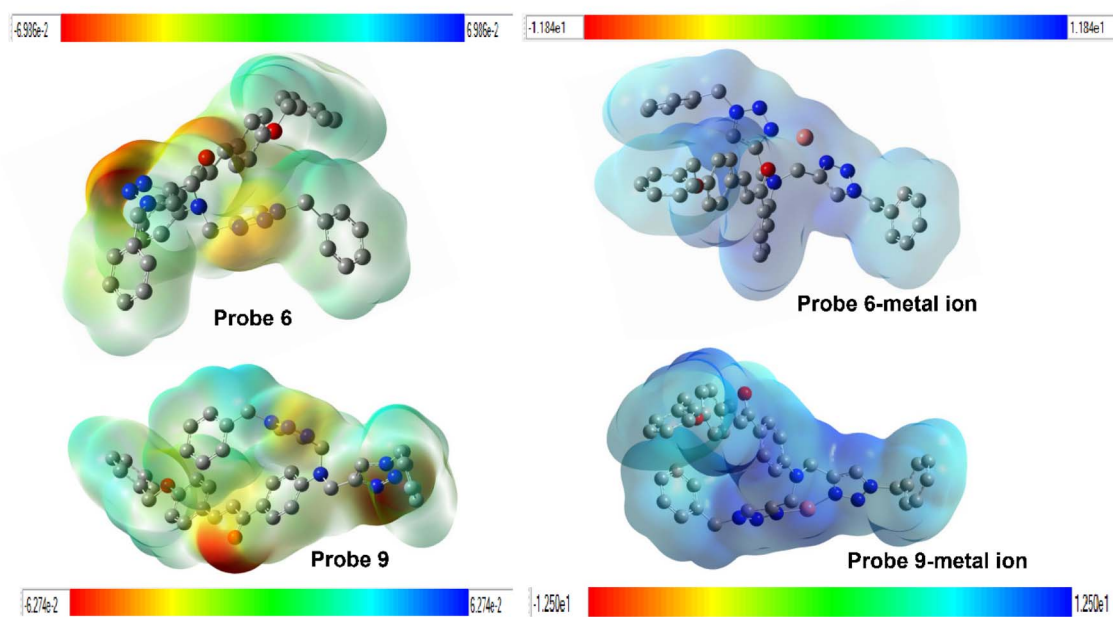 -6.986e-2 6.986e-2 -1.184e1 1.184e1
Probe 6
Probe 6-metal ion
Probe 9
Probe 9-metal ion
-6.274e-2 6.274e-2 -1.250e1 1.250e1